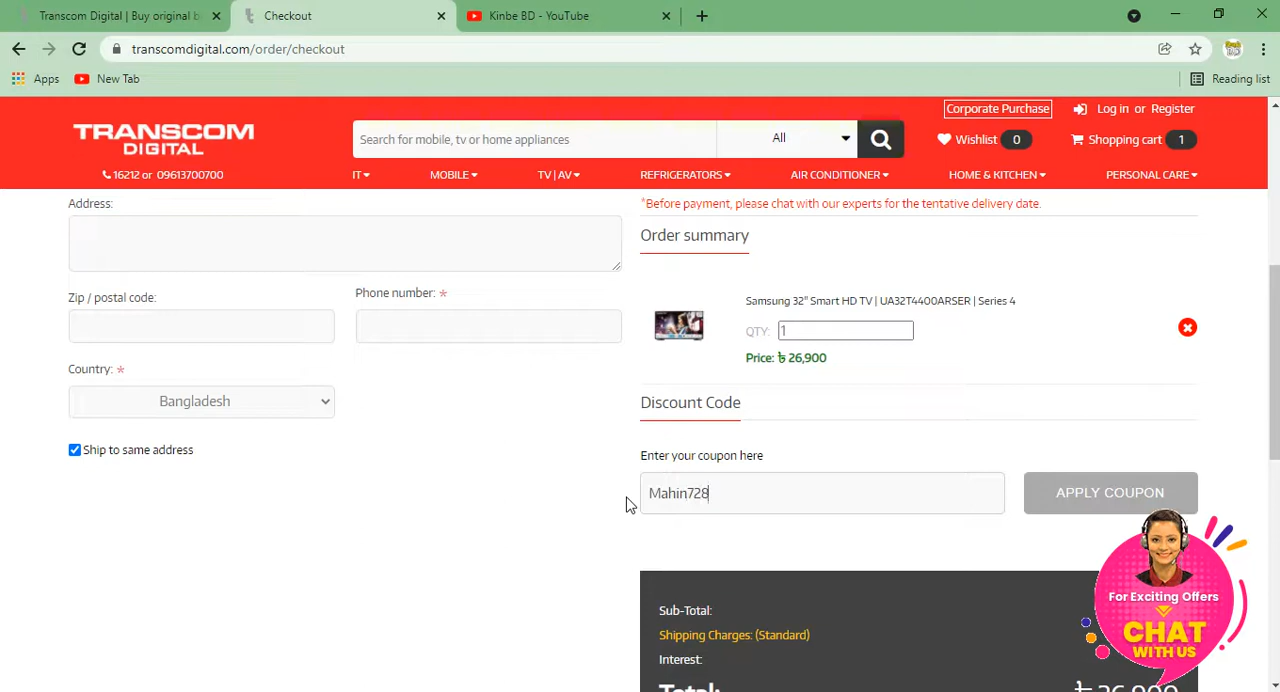 Transcom Digital | Buy original b
Checkout
Kinbe BD - YouTube
transcomdigital.com/order/checkout
Apps
New Tab
Reading list
Corporate Purchase
Log in or Register
TRANSCOM
DIGITAL
Search for mobile, tv or home appliances
All
Wishlist 0
Shopping cart 1
16212 or 09613700700
IT
MOBILE
TV | AV
REFRIGERATORS
AIR CONDITIONER
HOME & KITCHEN
PERSONAL CARE
Address:
*Before payment, please chat with our experts for the tentative delivery date.
Order summary
Zip / postal code:
Phone number: *
Samsung 32" Smart HD TV | UA32T4400ARSER | Series 4
QTY: 1
Price: ৳ 26,900
Country: *
Bangladesh
Discount Code
Ship to same address
Enter your coupon here
Mahin728
APPLY COUPON
For Exciting Offers
CHAT
WITH US
Sub-Total:
Shipping Charges: (Standard)
Interest:
Total:
৳ 26,900